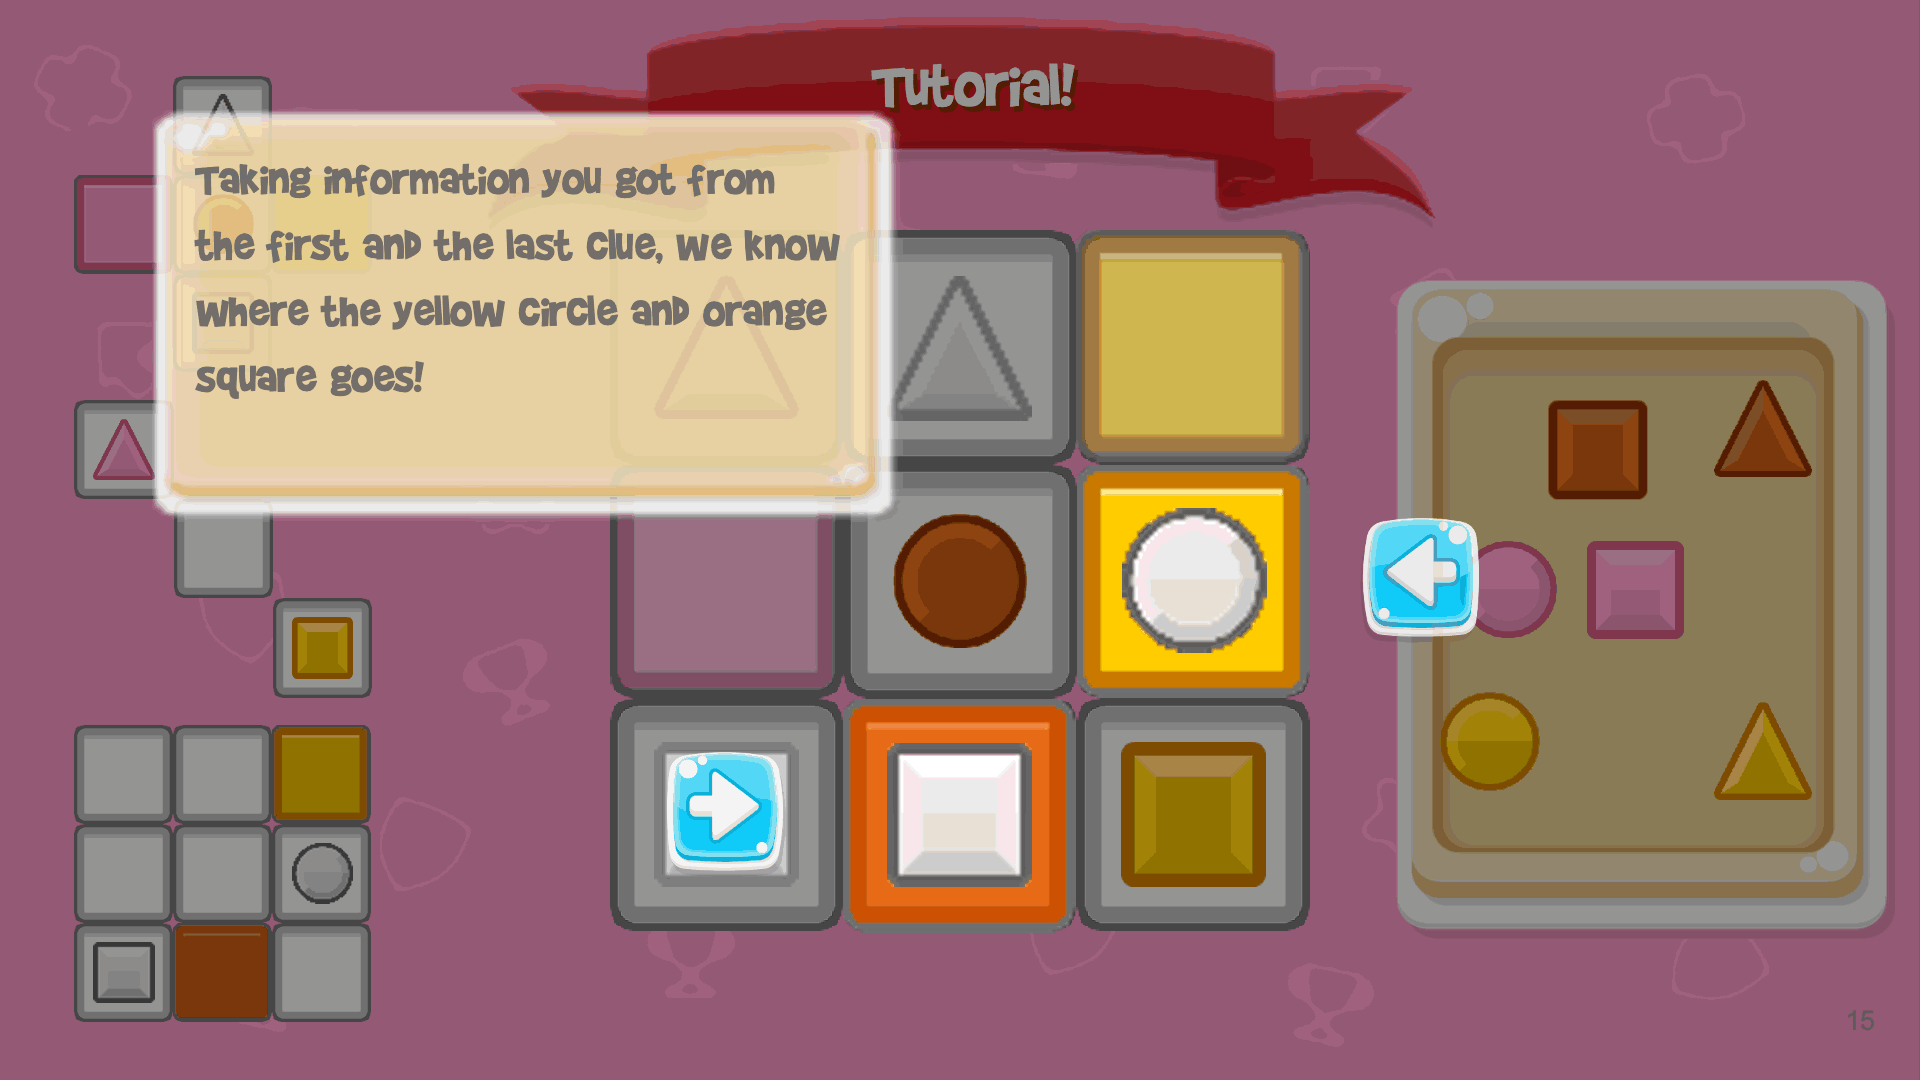 Tutorial!
Taking information you got from
the first and the last clue, we know
where the yellow circle and orange
square goes!
15